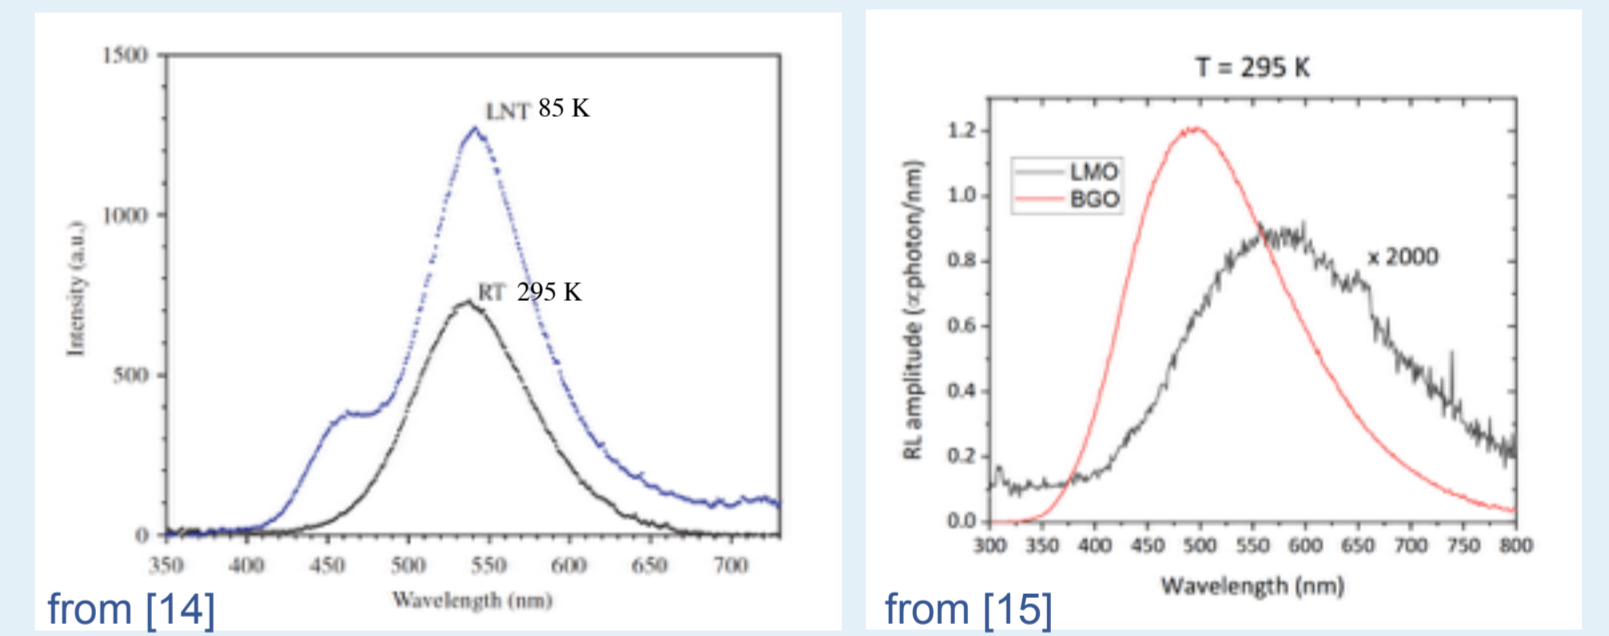 1500
1000
500
0
Intensity (a.u.)
LNT 85 K
RT 295 K
350 400 450 500 550 600 650 700
Wavelength (nm)
from [14]
T = 295 K
1.2
1.0
0.8
0.6
0.4
0.2
0.0
RL amplitude (∝photon/nm)
LMO
BGO
x 2000
300 350 400 450 500 550 600 650 700 750 800
Wavelength (nm)
from [15]